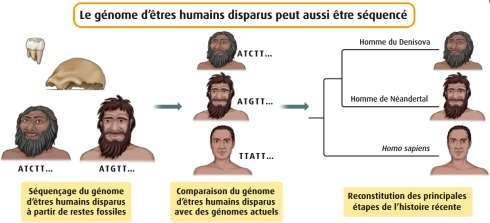 Le génome d'êtres humains disparus peut aussi être séquencé
ATCTT...
ATGTT...
Séquençage du génome
d'êtres humains disparus
à partir de restes fossiles
ATCTT...
ATGTT...
TTATT...
Comparaison du génome
d'êtres humains disparus
avec des génomes actuels
Homme du Denisova
Homme de Néandertal
Homo sapiens
Reconstitution des principales
étapes de l'histoire récente